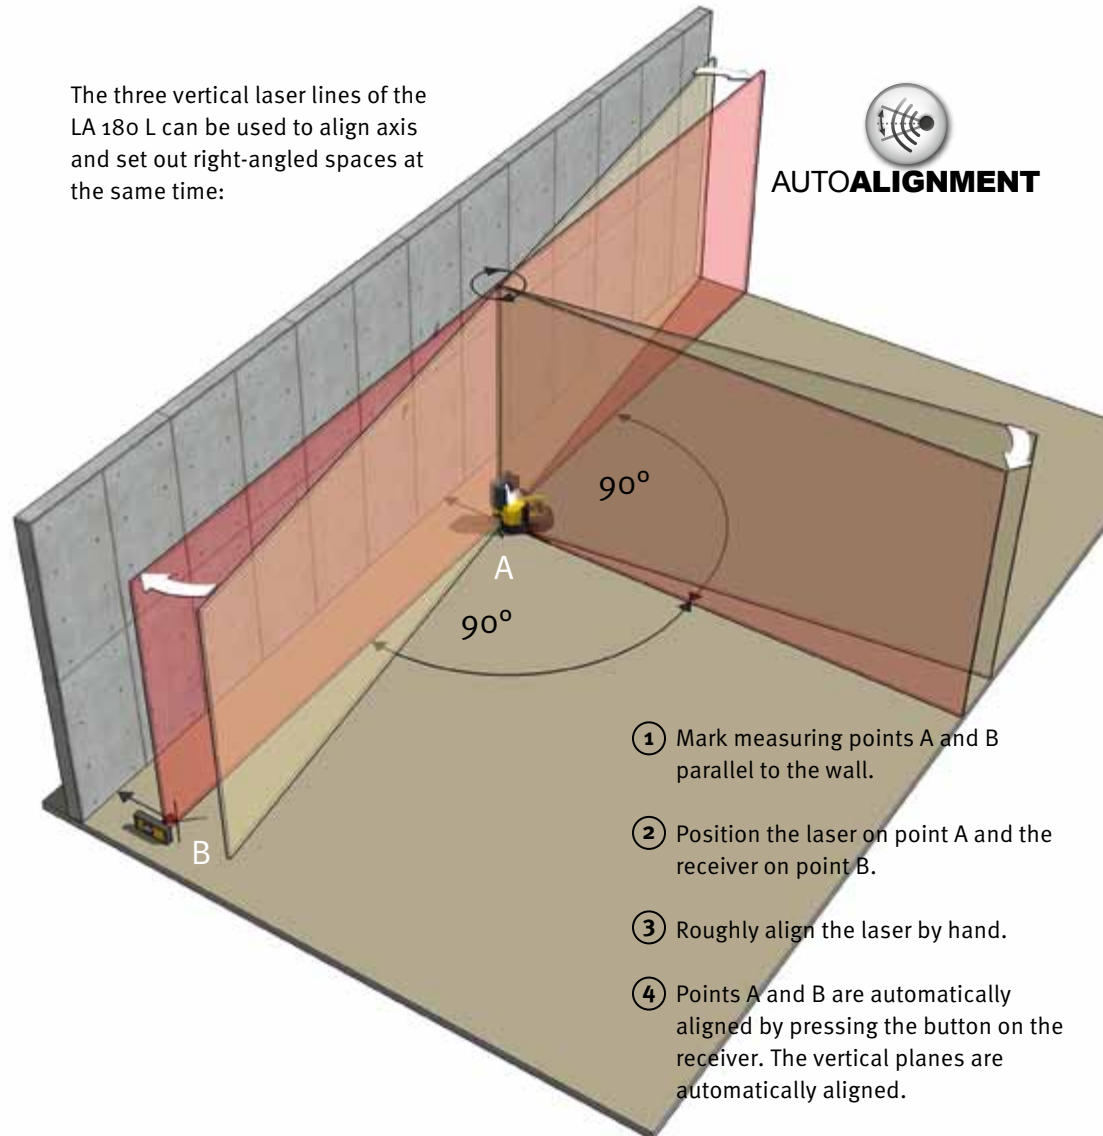 The three vertical laser lines of the
LA 180 L can be used to align axis
and set out right-angled spaces at
the same time:
AUTOALIGNMENT
90°
A
90°
B
1 Mark measuring points A and B
parallel to the wall.
2 Position the laser on point A and the
receiver on point B.
3 Roughly align the laser by hand.
4 Points A and B are automatically
aligned by pressing the button on the
receiver. The vertical planes are
automatically aligned.